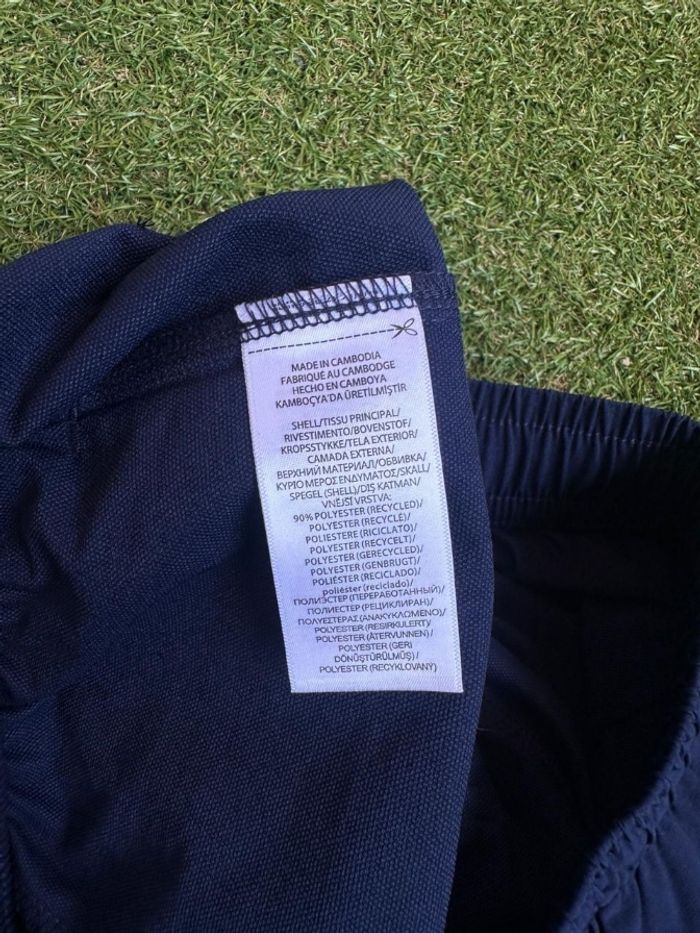 MADE IN CAMBODIA
FABRIQUÉ AU CAMBODGE
HECHO EN CAMBOYA
KAMBOÇYA'DA ÜRETİLMİŞTİR
SHELL/TISSU PRINCIPAL/
RIVESTIMENTO/BOVENSTOF/
KROPSSTYKKE/TELA EXTERIOR/
CAMADA EXTERNA/
ВЕРХНИЙ МАТЕРИАЛ/ОБВИВКА/
ΚΥΡΙΟ ΜΕΡΟΣ ΕΝΔΥΜΑΤΟΣ/SKALL/
SPEGEL (SHELL)/DIŞ KATMAN/
VNĚJŠÍ VRSTVA:
90% POLYESTER (RECYCLED)/
POLYESTER (RECYCLÉ)/
POLIESTERE (RICICLATO)/
POLYESTER (RECYCELT)/
POLYESTER (GERECYCLED)/
POLYESTER (GENBRUGT)/
POLIÉSTER (RECICLADO)/
poliéster (reciclado)/
ПОЛИЭСТЕР (ПЕРЕРАБОТАННЫЙ)/
ПОЛИЕСТЕР (РЕЦИКЛИРАН)/
ΠΟΛΥΕΣΤΕΡΑΣ (ΑΝΑΚΥΚΛΩΜΕΝΟ)/
POLYESTER (RESIRKULERT)/
POLYESTER (ÅTERVUNNEN)/
POLYESTER (GERİ
DÖNÜŞTÜRÜLMÜŞ)/
POLYESTER (RECYKLOVANÝ)